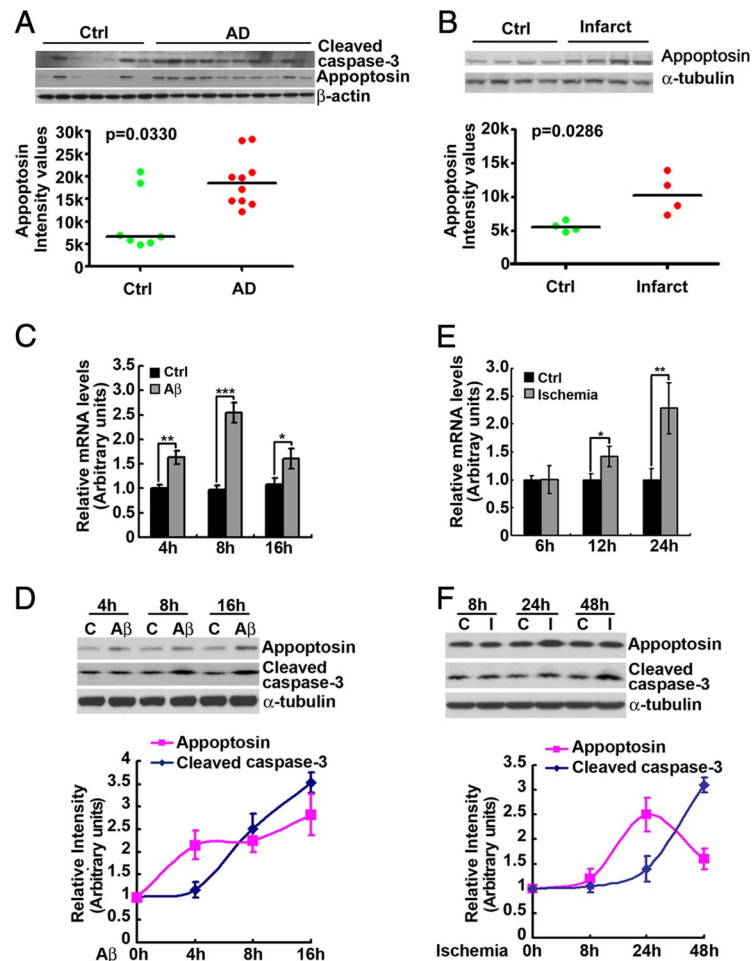 A
Ctrl AD
Cleaved
caspase-3
Appoptosin
β-actin
p=0.0330
Appoptosin
Intensity values
30k
25k
20k
15k
10k
5k
0
Ctrl AD
B
Ctrl Infarct
Appoptosin
α-tubulin
p=0.0286
Appoptosin
Intensity values
20k
15k
10k
5k
0
Ctrl Infarct
C
Relative mRNA levels
(Arbitrary units)
3.5
3.0
2.5
2.0
1.5
1.0
0.5
0
Ctrl
Aβ
** *** *
4h 8h 16h
E
Relative mRNA levels
(Arbitray units)
3.0
2.5
2.0
1.5
1.0
0.5
0
Ctrl
Ischemia
* **
6h 12h 24h
D
4h 8h 16h
C Aβ C Aβ C Aβ
Appoptosin
Cleaved
caspase-3
α-tubulin
Appoptosin
Cleaved caspase-3
Relative Intensity
(Arbitrary units)
4
3.5
3
2.5
2
1.5
1
0.5
Aβ 0h 4h 8h 16h
F
8h 24h 48h
C I C I C I
Appoptosin
Cleaved
caspase-3
α-tubulin
Appoptosin
Cleaved caspase-3
Relative Intensity
(Arbitrary units)
3.5
3
2.5
2
1.5
1
0.5
0
Ischemia 0h 8h 24h 48h